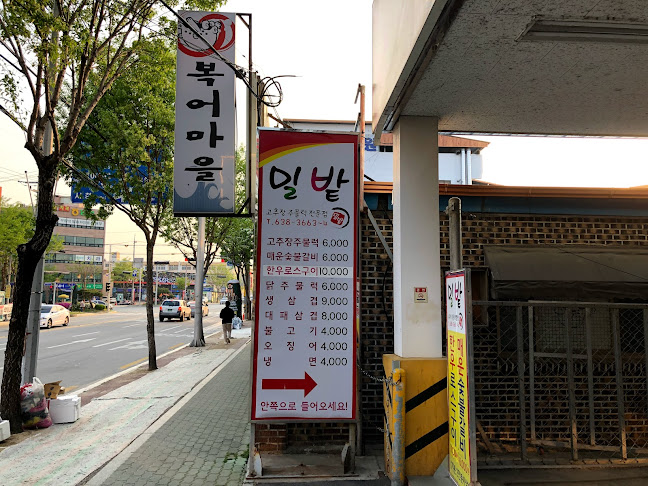 복어마을
밀밭
고추장 주물럭 전문점
T.638-3663~4
고추장주물럭 6,000
매운숯불갈비 6,000
한우로스구이 10,000
닭주물럭 6,000
생삼겹 9,000
대패삼겹 8,000
불고기 4,000
오징어 4,000
냉면 4,000
안쪽으로 들어오세요!
밀밭